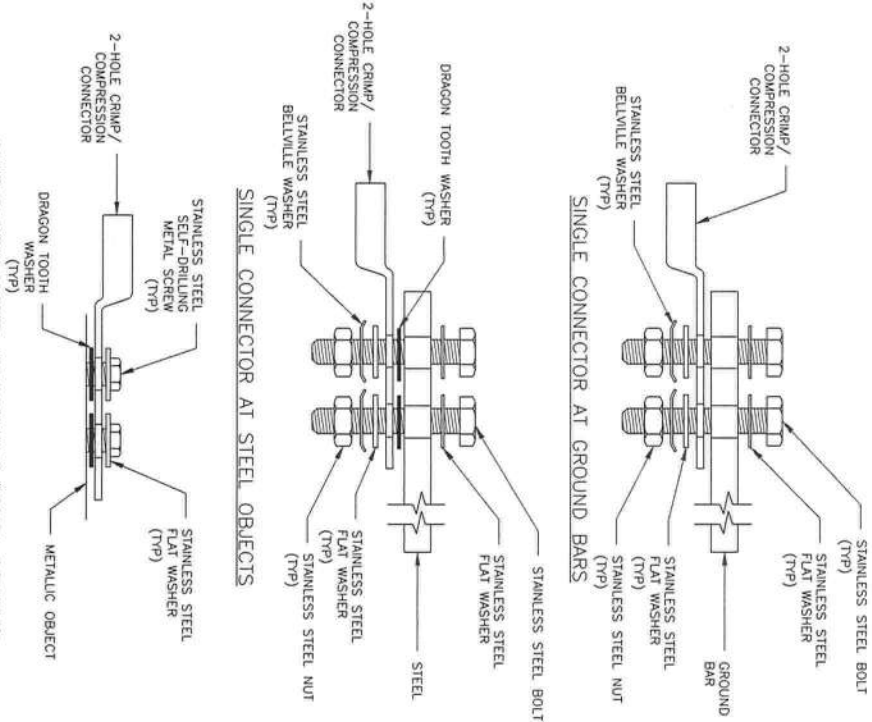 2-HOLE CRIMP/
COMPRESSION
CONNECTOR
STAINLESS STEEL
BELLVILLE WASHER
(TYP)
STAINLESS STEEL BOLT
(TYP)
STAINLESS STEEL
FLAT WASHER
(TYP)
GROUND
BAR
STAINLESS STEEL
FLAT WASHER
(TYP)
STAINLESS STEEL NUT
(TYP)
SINGLE CONNECTOR AT GROUND BARS
DRAGON TOOTH WASHER
(TYP)
2-HOLE CRIMP/
COMPRESSION
CONNECTOR
STAINLESS STEEL
BELLVILLE WASHER
(TYP)
STAINLESS STEEL BOLT
STAINLESS STEEL
FLAT WASHER
STEEL
STAINLESS STEEL
FLAT WASHER
(TYP)
STAINLESS STEEL NUT
(TYP)
SINGLE CONNECTOR AT STEEL OBJECTS
STAINLESS STEEL
SELF-DRILLING
METAL SCREW
(TYP)
2-HOLE CRIMP/
COMPRESSION
CONNECTOR
DRAGON TOOTH
WASHER
(TYP)
STAINLESS STEEL
FLAT WASHER
(TYP)
METALLIC OBJECT